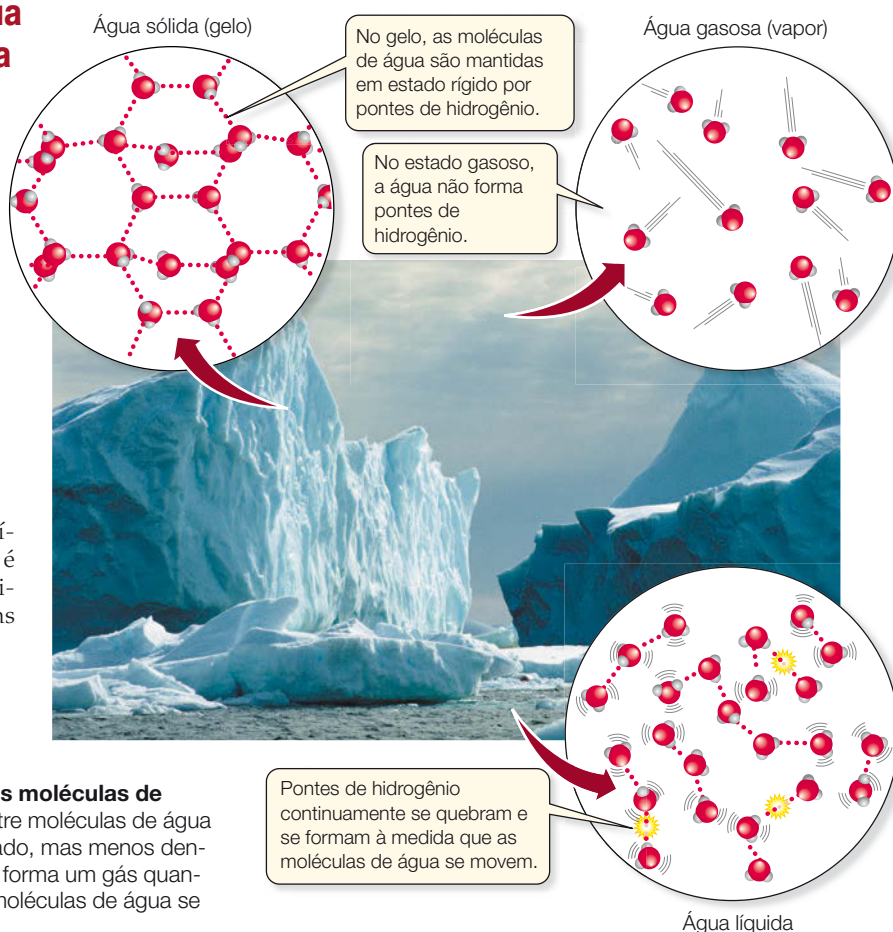 ua
a
Água sólida (gelo)
No gelo, as moléculas
de água são mantidas
em estado rígido por
pontes de hidrogênio.
Água gasosa (vapor)
No estado gasoso,
a água não forma
pontes de
hidrogênio.
í-
é
i-
ns
Pontes de hidrogênio
continuamente se quebram e
se formam à medida que as
moléculas de água se movem.
s moléculas de
tre moléculas de água
ado, mas menos den-
forma um gás quan-
moléculas de água se
Água líquida